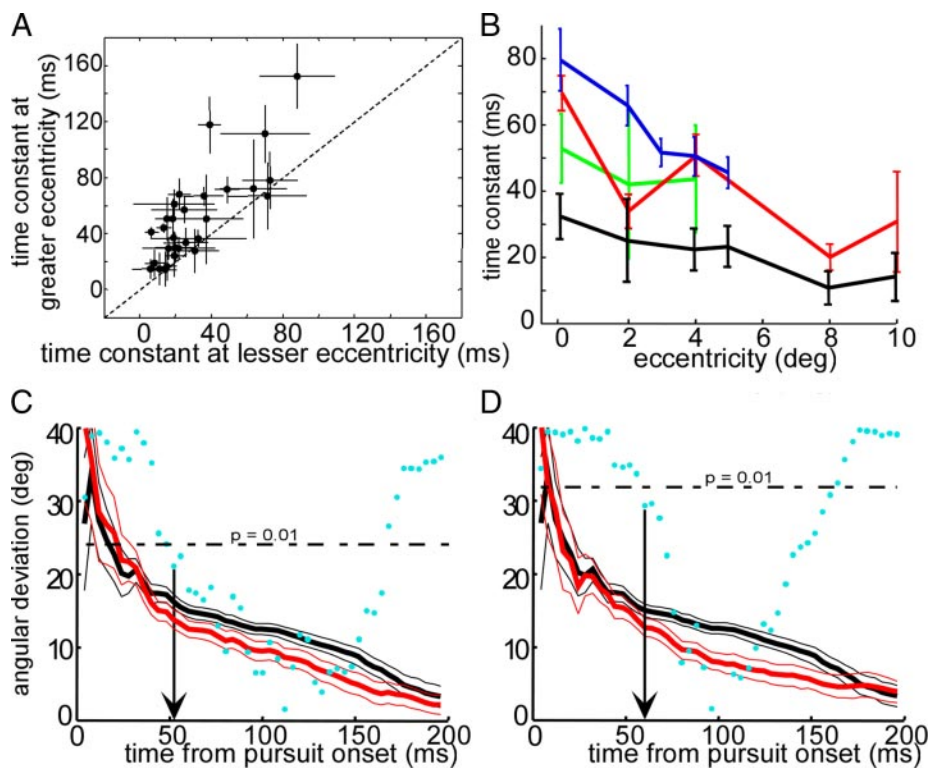 A
time constant at
greater eccentricity (ms)
160
120
80
40
0
0 40 80 120 160
time constant at lesser eccentricity (ms)
B
time constant (ms)
80
60
40
20
0
0 2 4 6 8 10
eccentricity (deg)
C
angular deviation (deg)
40
30
20
10
0
p = 0.01
0 50 100 150 200
time from pursuit onset (ms)
D
40
30
20
10
0
p = 0.01
0 50 100 150 200
time from pursuit onset (ms)